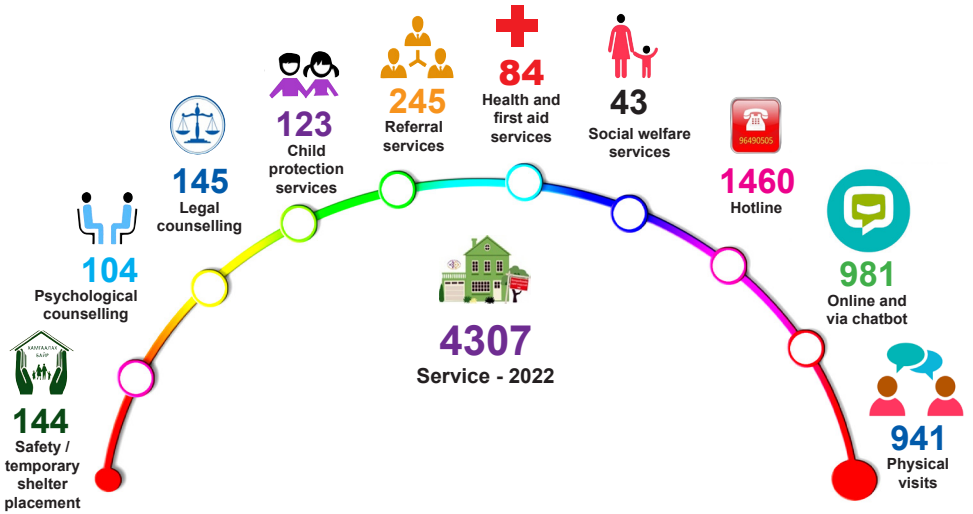 ХАМГААЛАХ
БАЙР
144
Safety /
temporary
shelter
placement
104
Psychological
counselling
145
Legal
counselling
123
Child
protection
services
245
Referral
services
84
Health and
first aid
services
43
Social welfare
services
96490505
1460
Hotline
981
Online and
via chatbot
941
Physical
visits
4307
Service - 2022